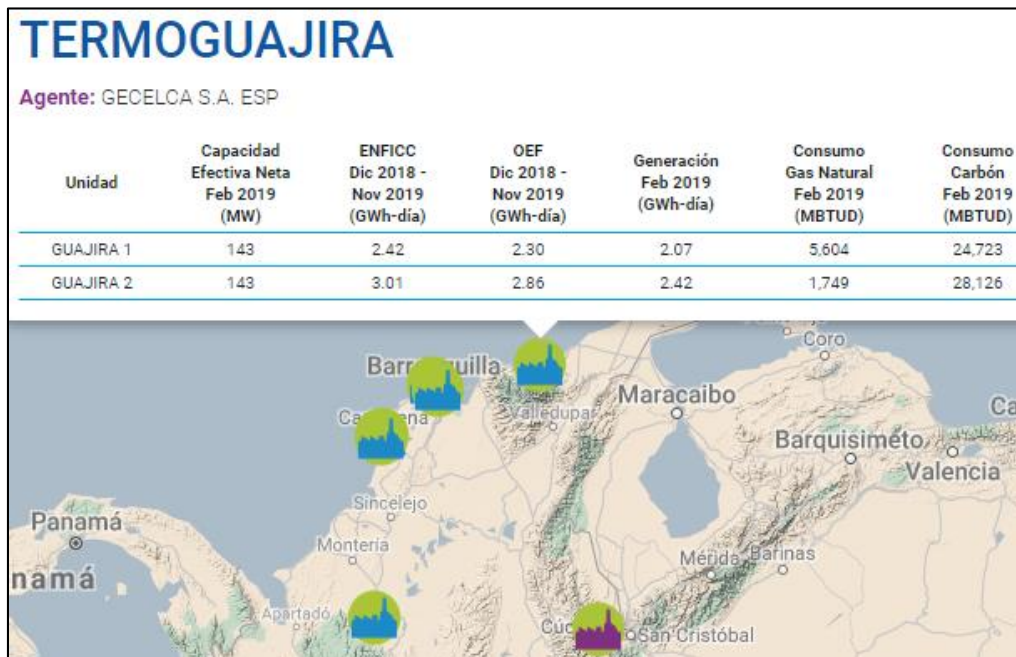 TERMOGUAJIRA
Agente: GECELCA S.A. ESP
Unidad
Capacidad
Efectiva Neta
Feb 2019
(MW)
ENFICC
Dic 2018 -
Nov 2019
(GWh-día)
OEF
Dic 2018 -
Nov 2019
(GWh-día)
Generación
Feb 2019
(GWh-día)
Consumo
Gas Natural
Feb 2019
(MBTUD)
Consumo
Carbón
Feb 2019
(MBTUD)
GUAJIRA 1 143 2.42 2.30 2.07 5,604 24,723
GUAJIRA 2 143 3.01 2.86 2.42 1,749 28,126
Coro
Maracaibo
Valledupar
Barquisimeto
Valencia
Sincelejo
Panamá
Montería
Mérida
Barinas
namá
Apartadó
San Cristóbal